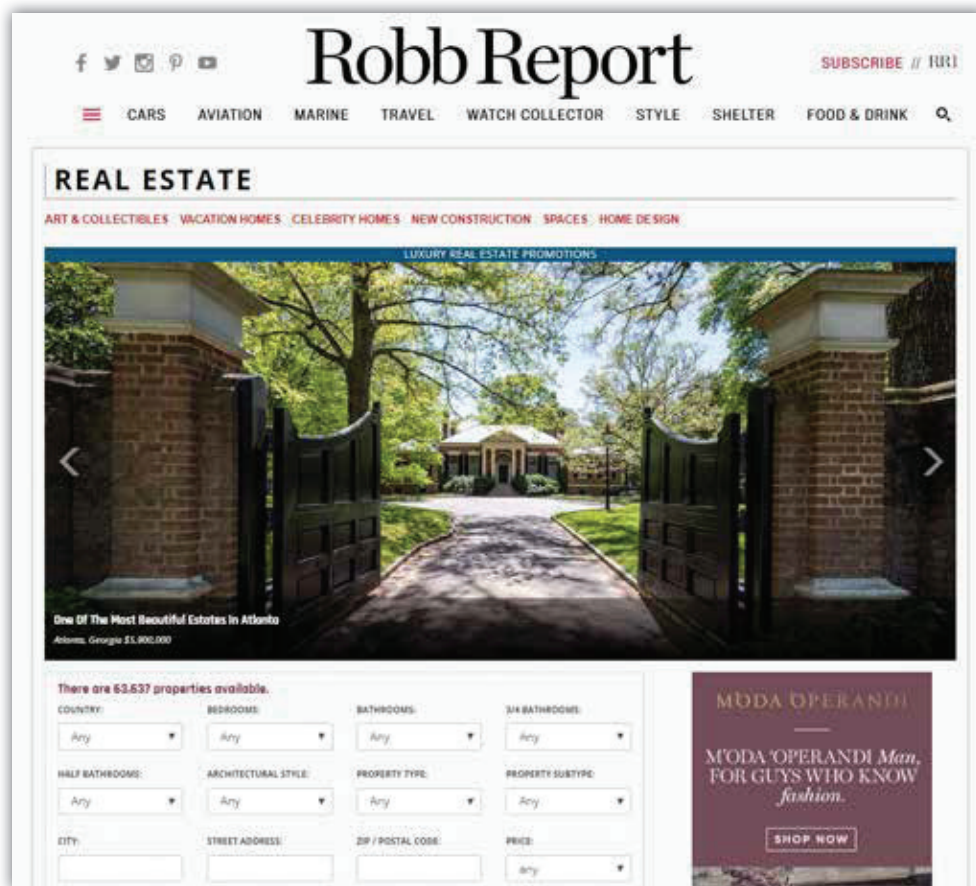 Robb Report
SUBSCRIBE // RR1
CARS AVIATION MARINE TRAVEL WATCH COLLECTOR STYLE SHELTER FOOD & DRINK
REAL ESTATE
ART & COLLECTIBLES VACATION HOMES CELEBRITY HOMES NEW CONSTRUCTION SPACES HOME DESIGN
LUXURY REAL ESTATE PROMOTIONS
One Of The Most Beautiful Estates In Atlanta
Atlanta, Georgia $5,900,000
There are 63,637 properties available.
COUNTRY: BEDROOMS: BATHROOMS: 3/4 BATHROOMS:
Any Any Any Any
HALF BATHROOMS: ARCHITECTURAL STYLE: PROPERTY TYPE: PROPERTY SUBTYPE:
Any Any Any Any
CITY: STREET ADDRESS: ZIP / POSTAL CODE: PRICE:
Any
MODA OPERANDI
M'ODA 'OPERANDI Man,
FOR GUYS WHO KNOW
fashion.
SHOP NOW